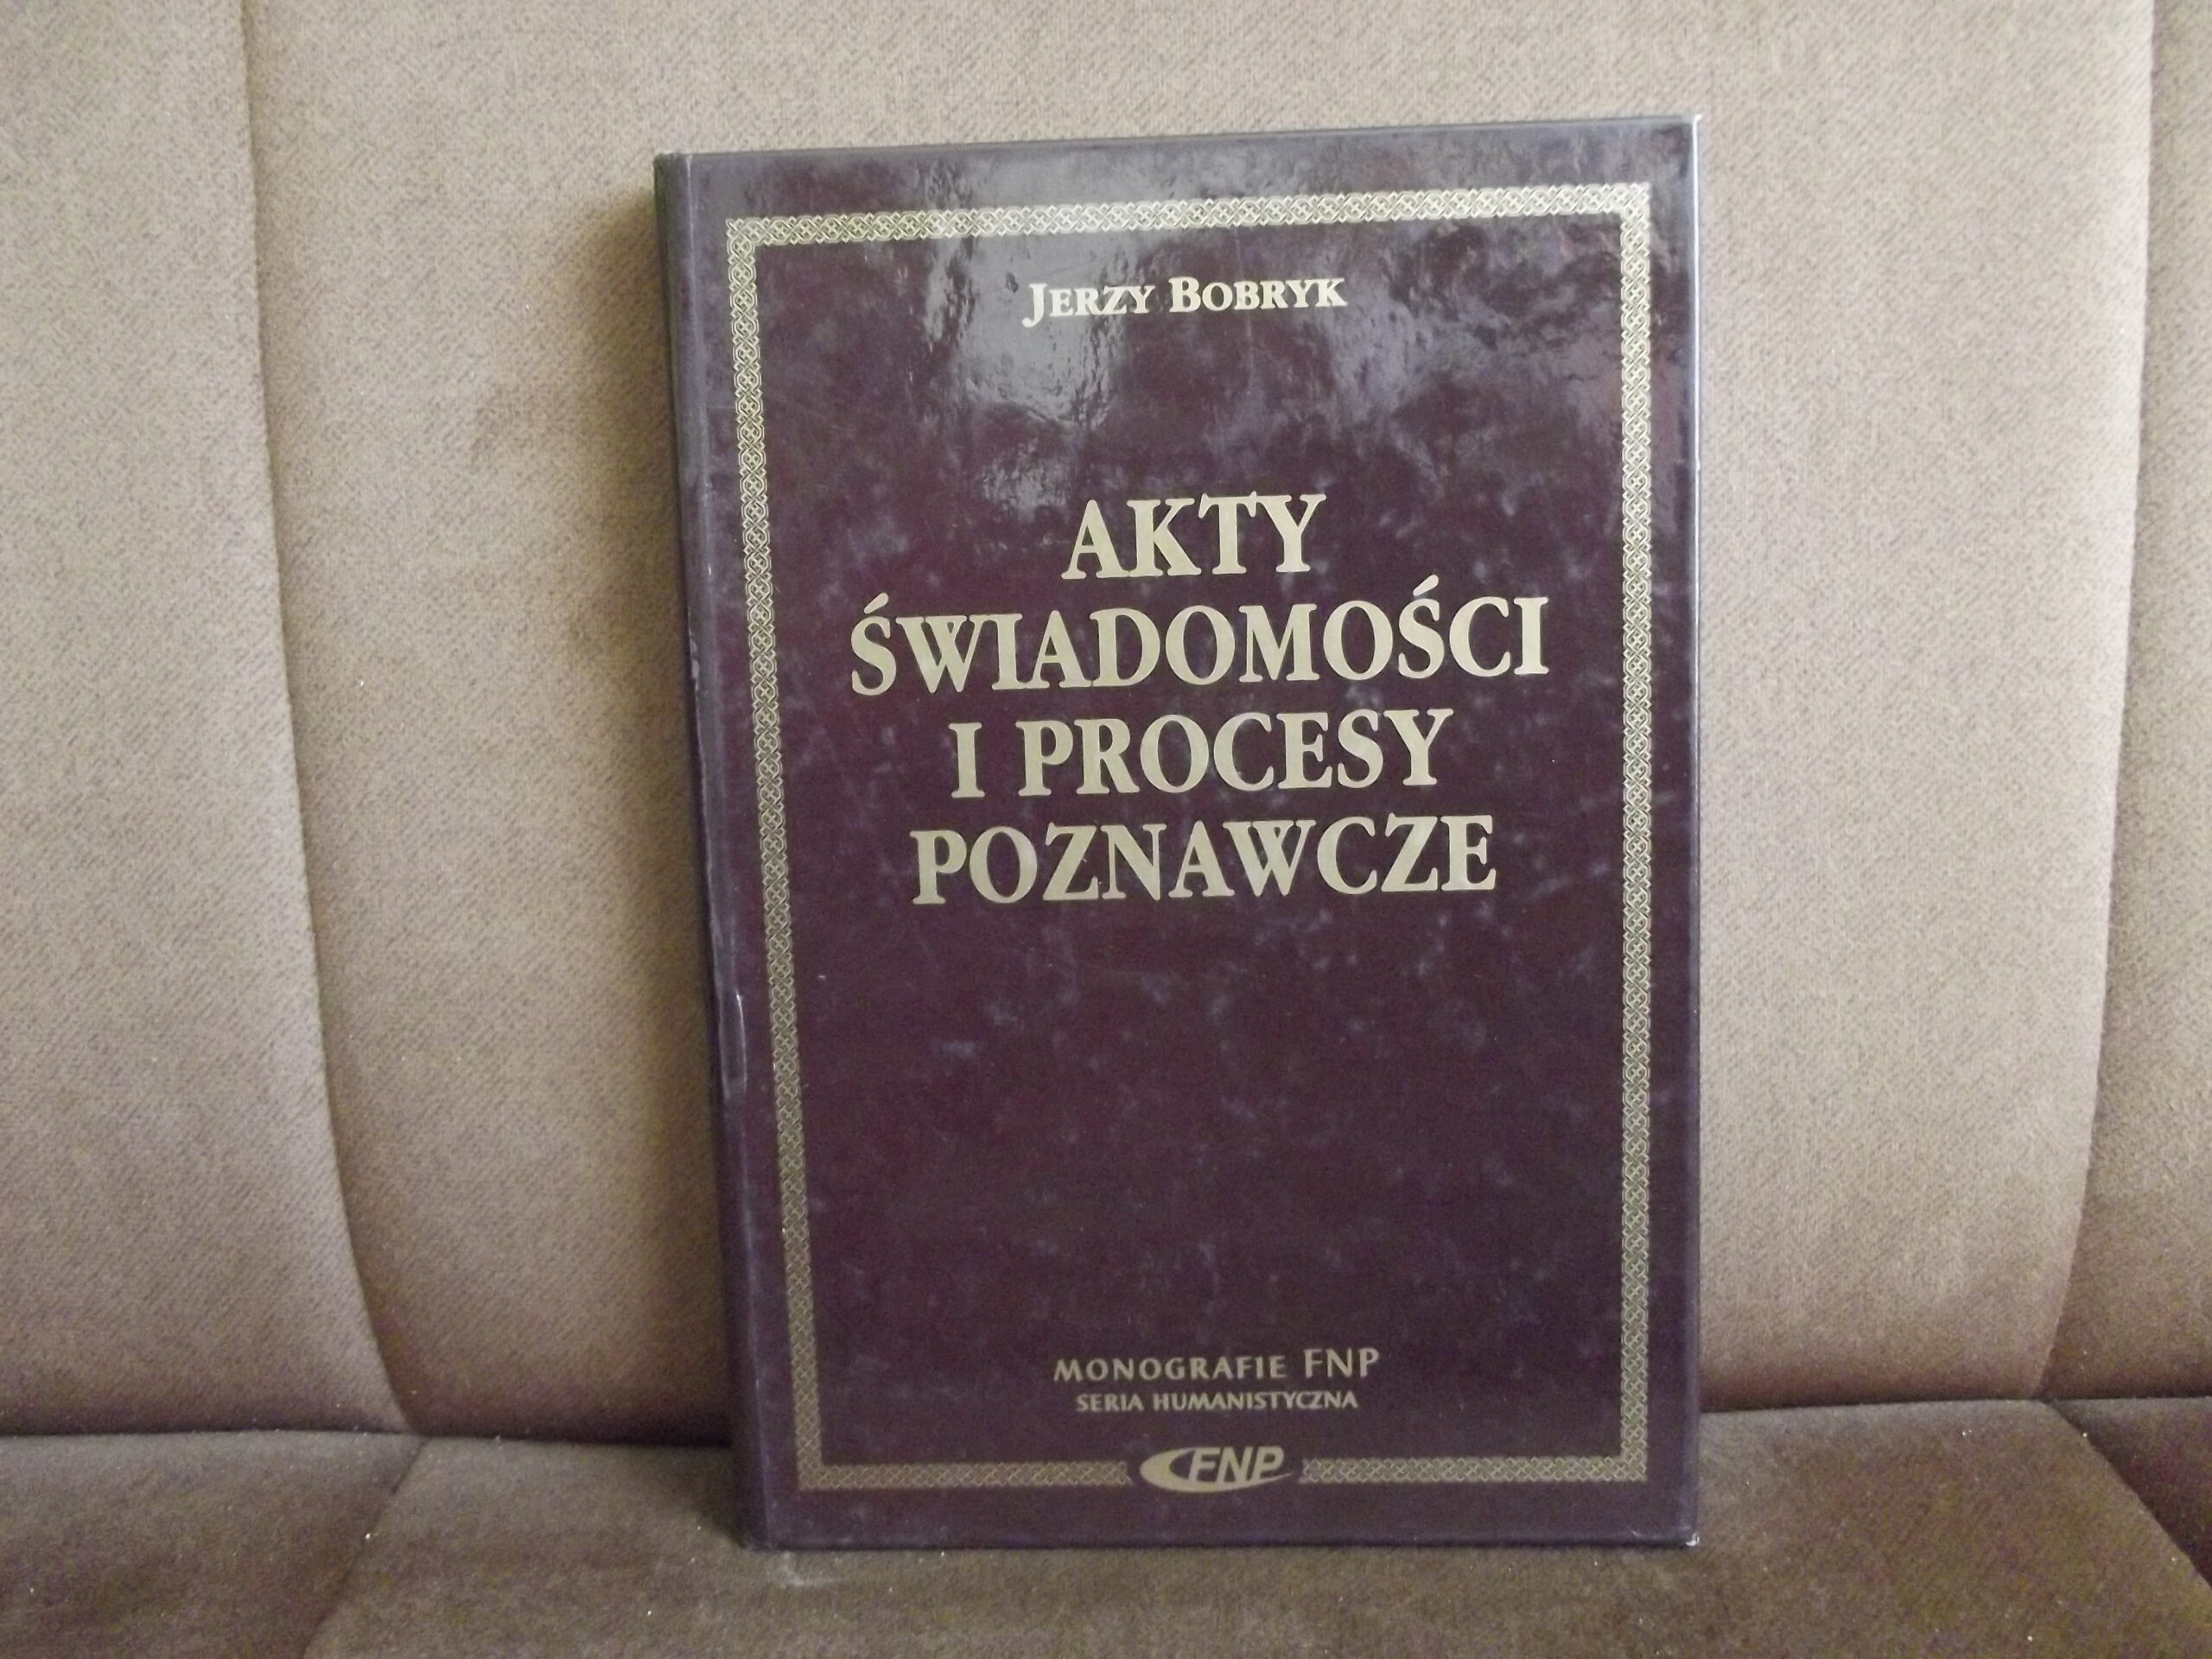 JERZY BOBRYK
AKTY
ŚWIADOMOŚCI
I PROCESY
POZNAWCZE
MONOGRAFIE FNP
SERIA HUMANISTYCZNA
FNP